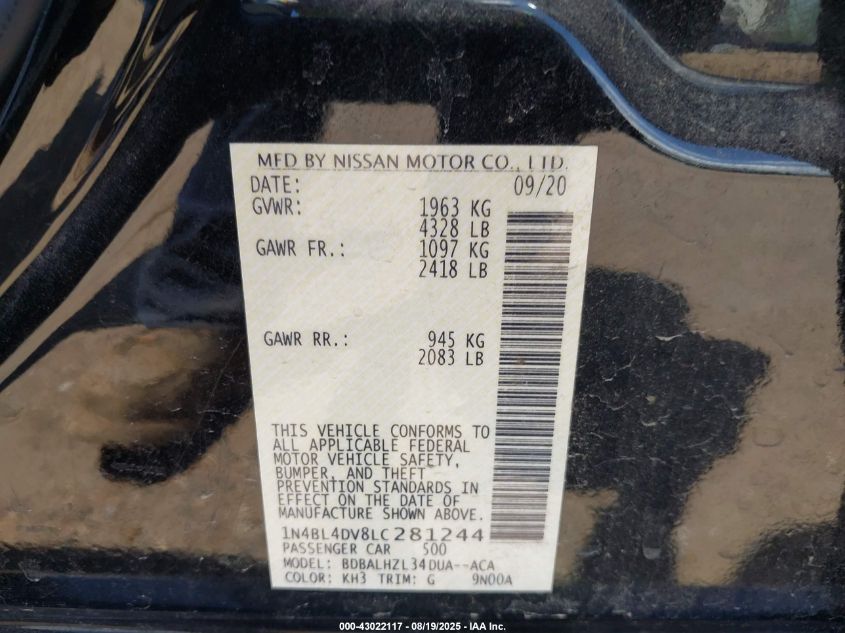 MFD BY NISSAN MOTOR CO., LTD.
DATE: 09/20
GVWR: 1963 KG
4328 LB
GAWR FR.: 1097 KG
2418 LB
GAWR RR.: 945 KG
2083 LB
THIS VEHICLE CONFORMS TO
ALL APPLICABLE FEDERAL
MOTOR VEHICLE SAFETY,
BUMPER, AND THEFT
PREVENTION STANDARDS IN
EFFECT ON THE DATE OF
MANUFACTURE SHOWN ABOVE.
1N4BL4DV8LC281244
PASSENGER CAR 500
MODEL: BDBALHZL34DUA--ACA
COLOR: KH3 TRIM: G 9N00A
000-43022117 - 08/19/2025 - IAA Inc.